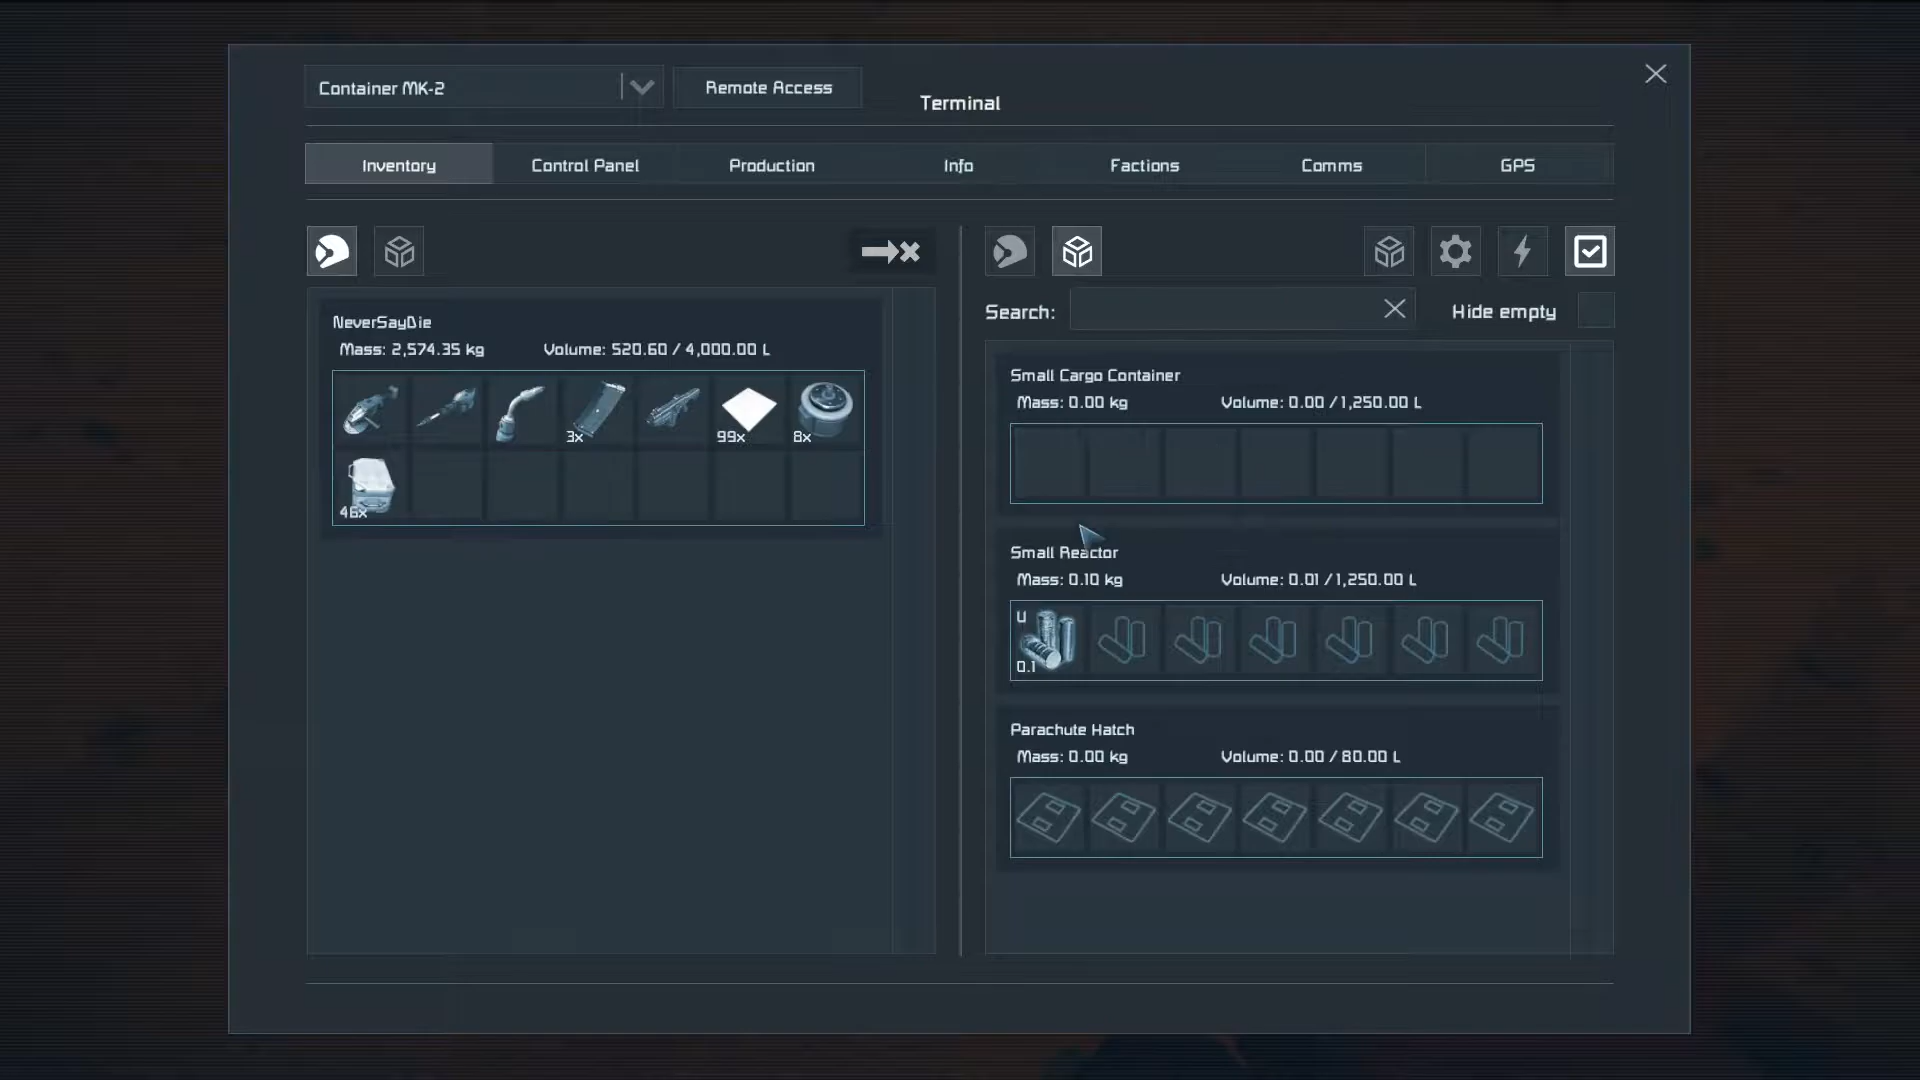 Container MK-2
Remote Access
Terminal
Inventory
Control Panel
Production
Info
Factions
Comms
GPS
NeverSayDie
Mass: 2,574.35 kg
Volume: 520.60 / 4,000.00 L
3x
99x
8x
46x
Search:
Hide empty
Small Cargo Container
Mass: 0.00 kg
Volume: 0.00 / 1,250.00 L
Small Reactor
Mass: 0.10 kg
Volume: 0.01 / 1,250.00 L
U
0.1
Parachute Hatch
Mass: 0.00 kg
Volume: 0.00 / 80.00 L